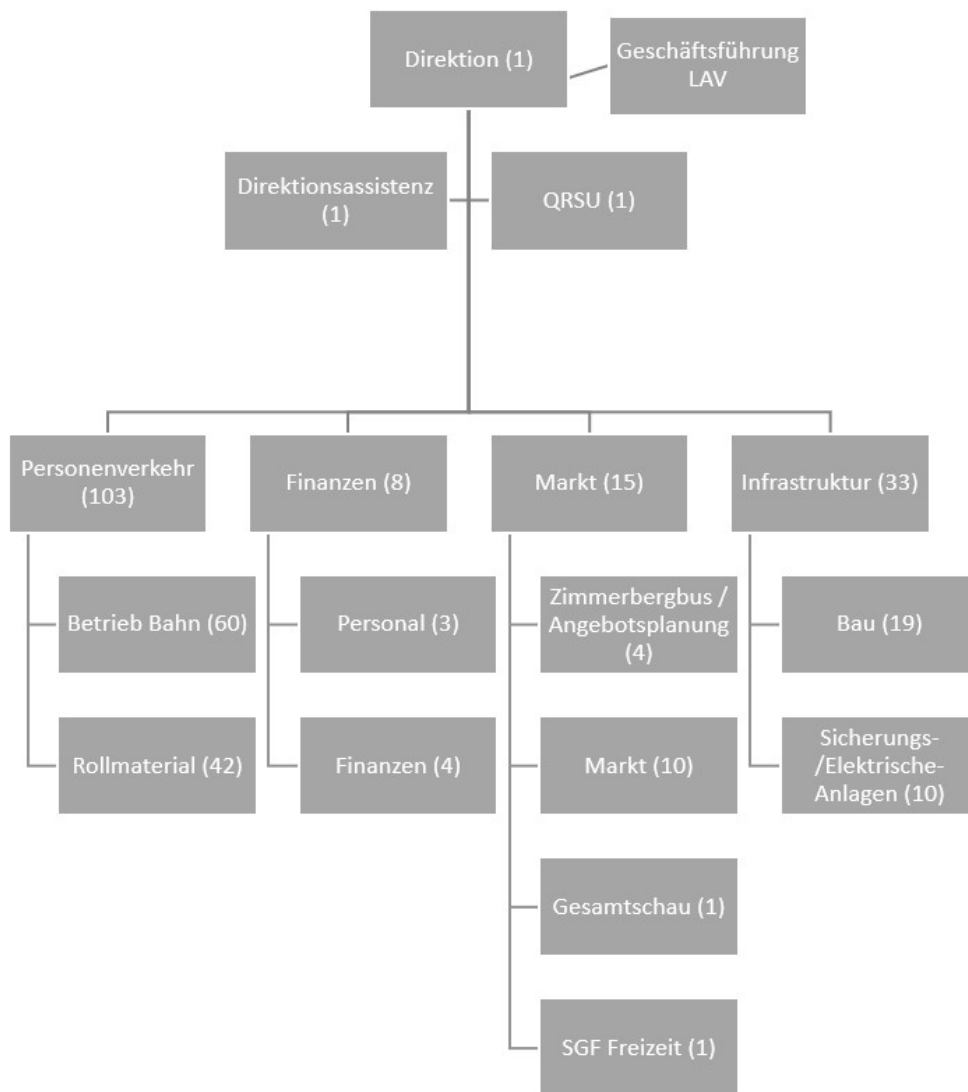 Direktion (1)
Geschäftsführung
LAV
Direktionsassistenz
(1)
QRSU (1)
Personenverkehr
(103)
Finanzen (8)
Markt (15)
Infrastruktur (33)
Betrieb Bahn (60)
Personal (3)
Zimmerbergbus /
Angebotsplanung
(4)
Bau (19)
Rollmaterial (42)
Finanzen (4)
Markt (10)
Sicherungs-
/Elektrische-
Anlagen (10)
Gesamtschau (1)
SGF Freizeit (1)